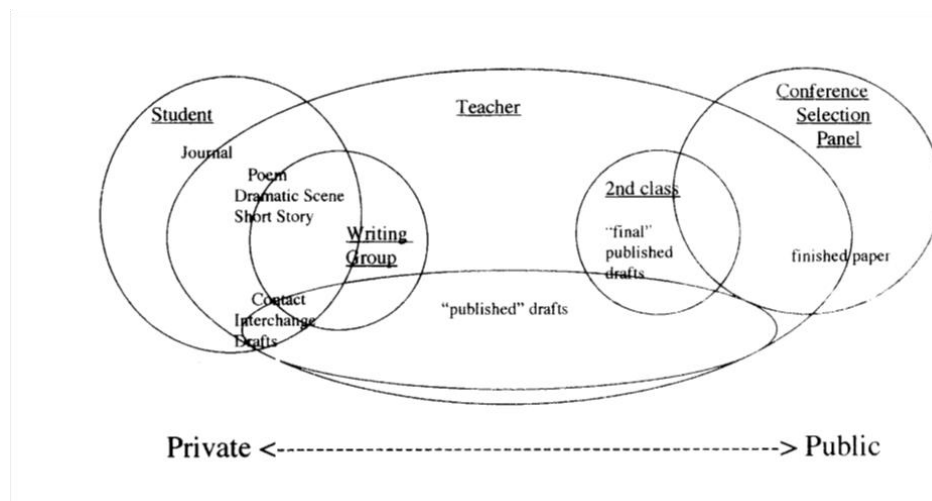 Student
Teacher
Conference
Selection
Panel
Journal
Poem
Dramatic Scene
Short Story
Writing
Group
2nd class
"final"
published
drafts
finished paper
Contact
Interchange
Drafts
"published" drafts
Private <--------------------------------------------> Public